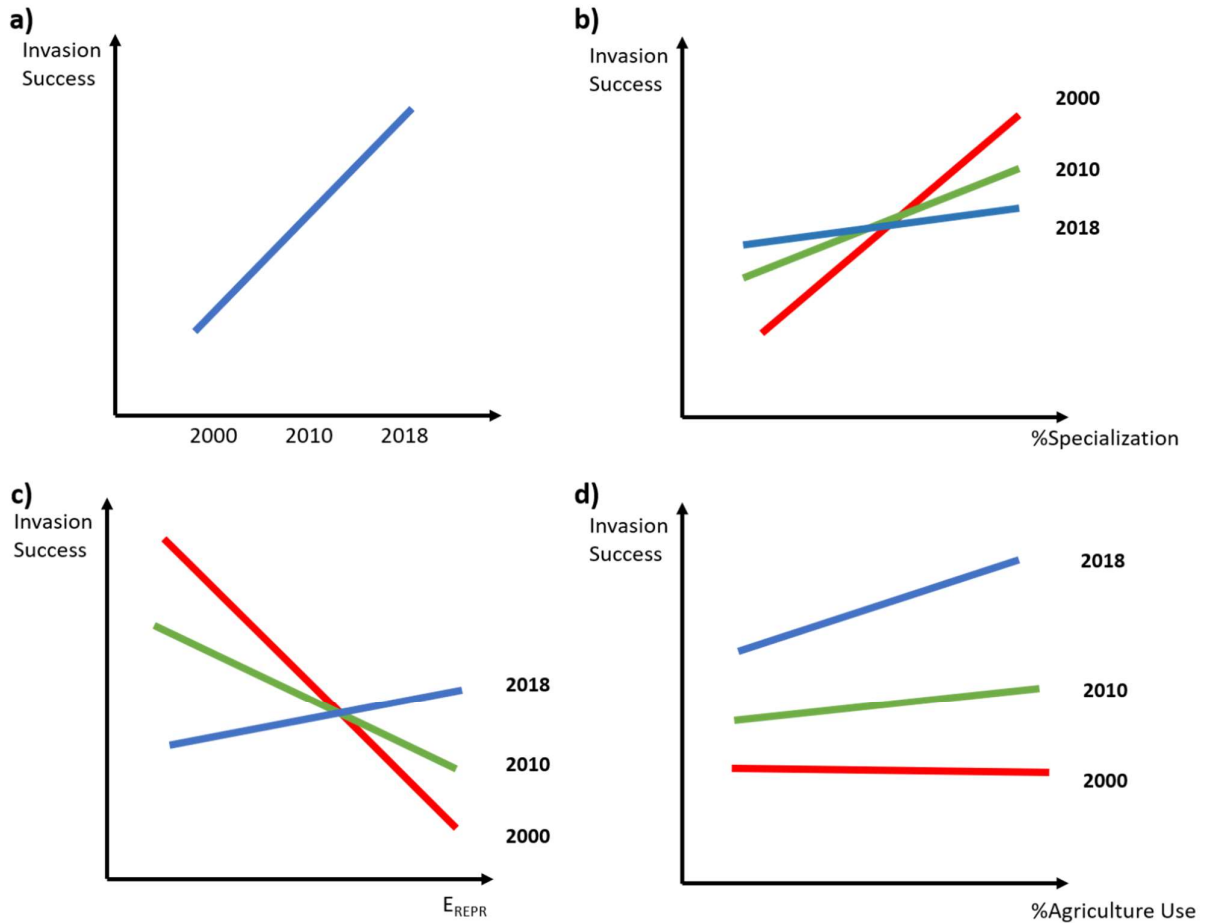 a)
Invasion
Success
2000 2010 2018
b)
Invasion
Success
2000
2010
2018
%Specialization
c)
Invasion
Success
2018
2010
2000
E_REPR
d)
Invasion
Success
2018
2010
2000
%Agriculture Use